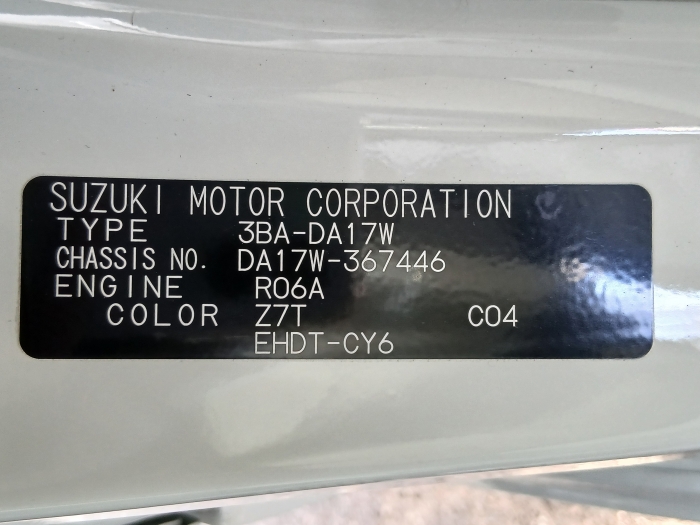 SUZUKI MOTOR CORPORATION
TYPE 3BA-DA17W
CHASSIS NO. DA17W-367446
ENGINE R06A
COLOR Z7T C04
EHDT-CY6